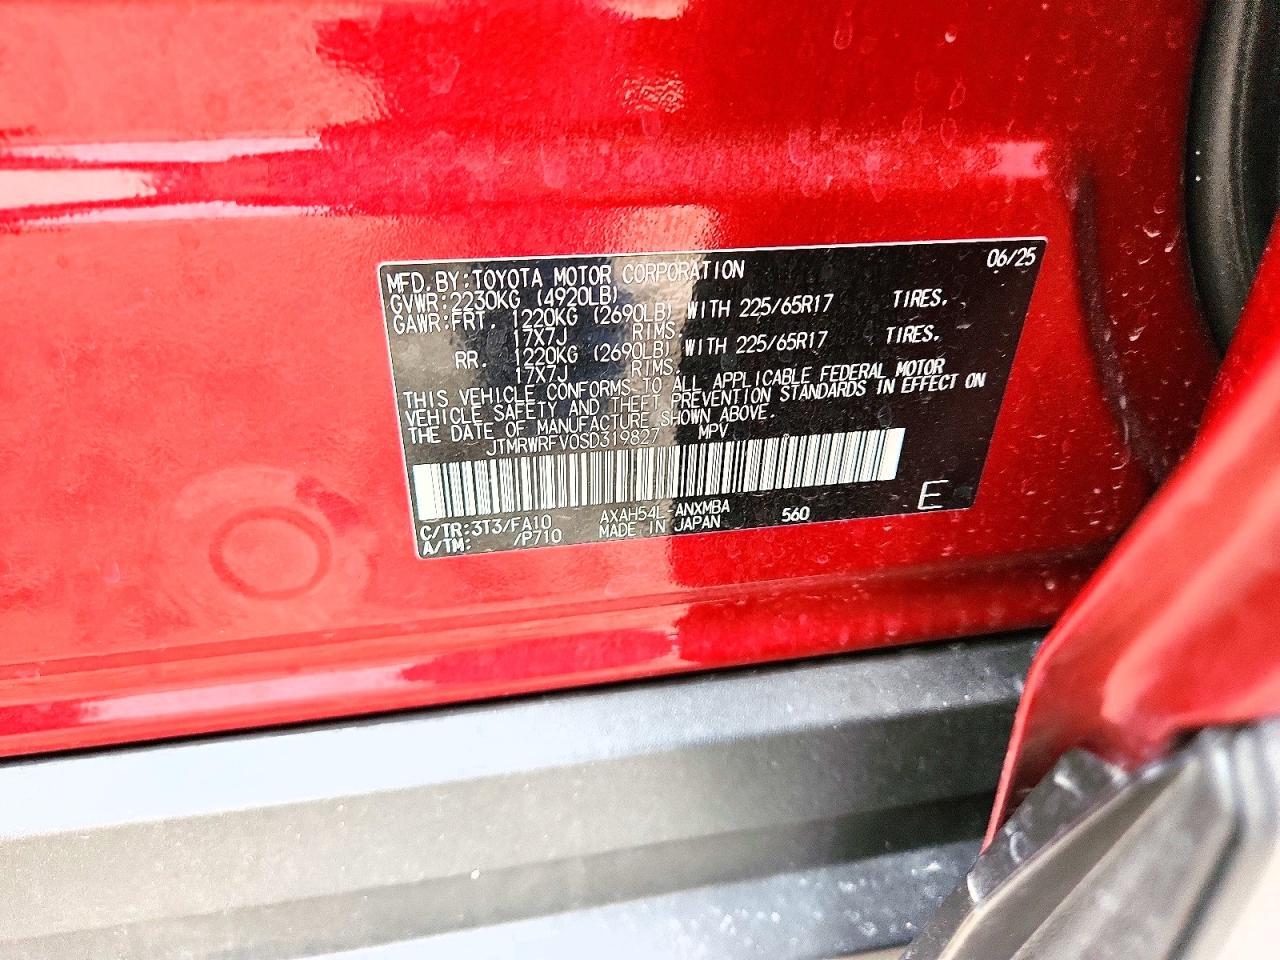 MFD. BY: TOYOTA MOTOR CORPORATION 06/25
GVWR: 2230KG (4920LB)
GAWR: FRT. 1220KG (2690LB) WITH 225/65R17 TIRES.
17X7J RIMS.
RR. 1220KG (2690LB) WITH 225/65R17 TIRES.
17X7J RIMS.
THIS VEHICLE CONFORMS TO ALL APPLICABLE FEDERAL MOTOR
VEHICLE SAFETY AND THEFT PREVENTION STANDARDS IN EFFECT ON
THE DATE OF MANUFACTURE SHOWN ABOVE.
JTMRWRFV0SD319827 MPV
C/TR: 3T3/FA10 AXAH54L-ANXMBA 560 E
A/TM: /P710 MADE IN JAPAN